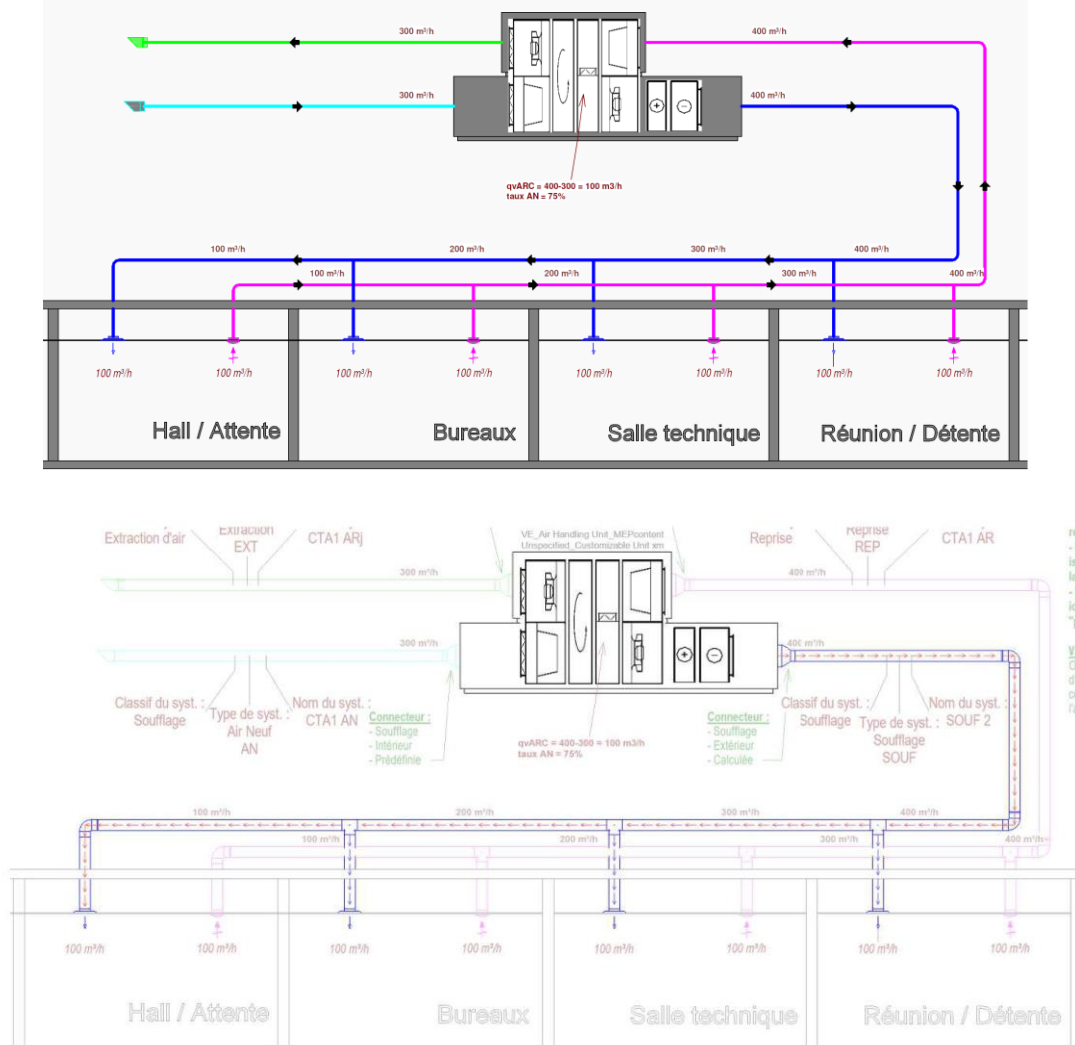 300 m³/h
400 m³/h
300 m³/h
400 m³/h
qvARC = 400-300 = 100 m3/h
taux AN = 75%
100 m³/h
200 m³/h
300 m³/h
400 m³/h
100 m³/h
200 m³/h
300 m³/h
400 m³/h
100 m³/h
100 m³/h
100 m³/h
100 m³/h
100 m³/h
100 m³/h
100 m³/h
100 m³/h
Hall / Attente
Bureaux
Salle technique
Réunion / Détente
Extraction d'air
Extraction
EXT
CTA1 ARj
VE_Air Handling Unit_MEPcontent
Unspecified_Customizable Unit xm
Reprise
Reprise
REP
CTA1 AR
300 m³/h
400 m³/h
300 m³/h
400 m³/h
Classif du syst. :
Soufflage
Type de syst. :
Air Neuf
AN
Nom du syst. :
CTA1 AN
Connecteur :
- Soufflage
- Intérieur
- Prédéfinie
qvARC = 400-300 = 100 m3/h
taux AN = 75%
Connecteur :
- Soufflage
- Extérieur
- Calculée
Classif du syst. :
Soufflage
Type de syst. :
Soufflage
SOUF
Nom du syst. :
SOUF 2
100 m³/h
200 m³/h
300 m³/h
400 m³/h
100 m³/h
200 m³/h
300 m³/h
400 m³/h
100 m³/h
100 m³/h
100 m³/h
100 m³/h
100 m³/h
100 m³/h
100 m³/h
100 m³/h
Hall / Attente
Bureaux
Salle technique
Réunion / Détente